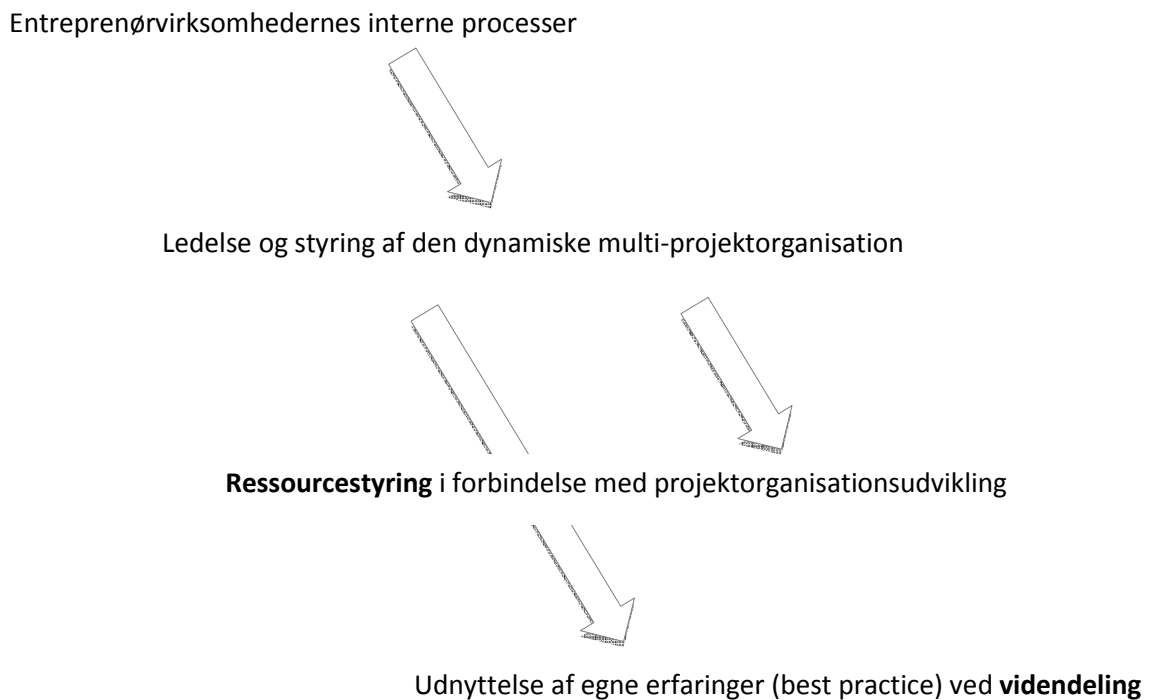 Entreprenørvirksomhedernes interne processer
Ledelse og styring af den dynamiske multi-projektorganisation
Ressourcestyring i forbindelse med projektorganisationsudvikling
Udnyttelse af egne erfaringer (best practice) ved videndeling